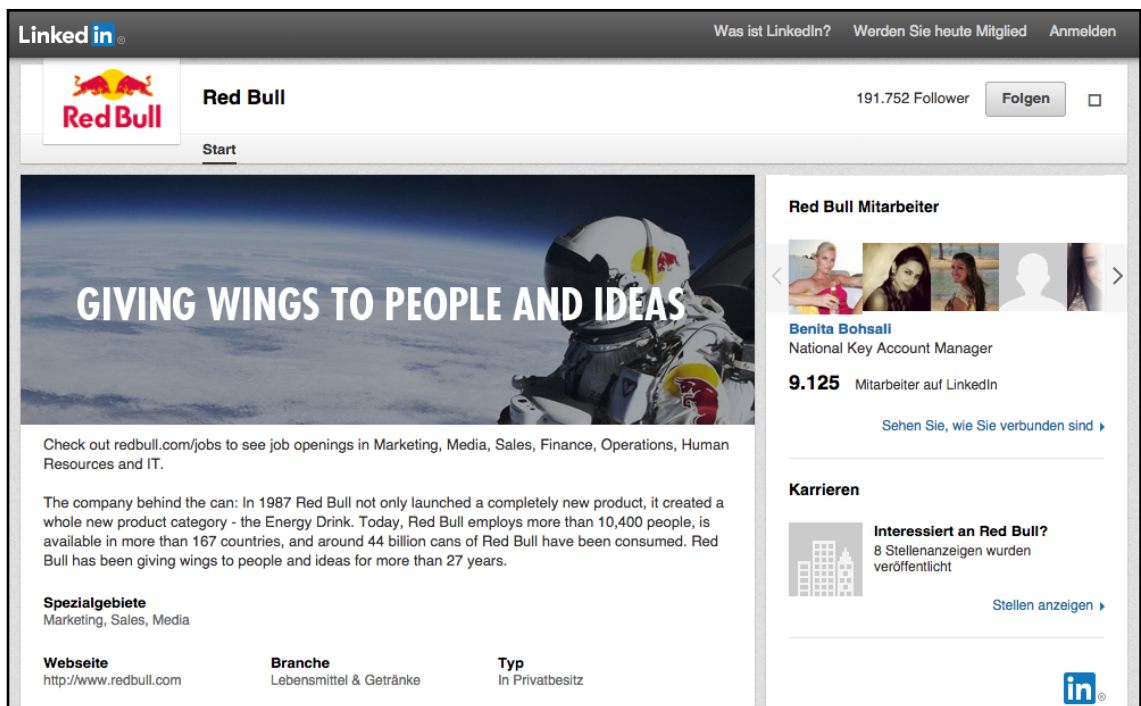 Linked in ®
Was ist LinkedIn? Werden Sie heute Mitglied Anmelden
Red Bull
Red Bull
191.752 Follower Folgen
Start
GIVING WINGS TO PEOPLE AND IDEAS
Check out redbull.com/jobs to see job openings in Marketing, Media, Sales, Finance, Operations, Human
Resources and IT.
The company behind the can: In 1987 Red Bull not only launched a completely new product, it created a
whole new product category - the Energy Drink. Today, Red Bull employs more than 10,400 people, is
available in more than 167 countries, and around 44 billion cans of Red Bull have been consumed. Red
Bull has been giving wings to people and ideas for more than 27 years.
Spezialgebiete
Marketing, Sales, Media
Webseite Branche Typ
http://www.redbull.com Lebensmittel & Getränke In Privatbesitz
Red Bull Mitarbeiter
Benita Bohsali
National Key Account Manager
9.125 Mitarbeiter auf LinkedIn
Sehen Sie, wie Sie verbunden sind
Karrieren
Interessiert an Red Bull?
8 Stellenanzeigen wurden
veröffentlicht
Stellen anzeigen
in ®